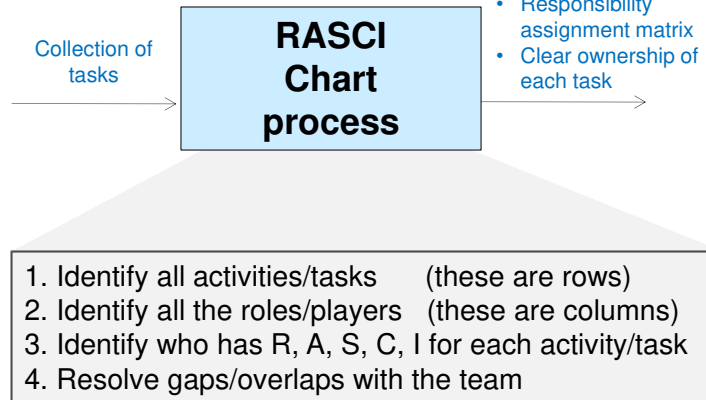 Collection of
tasks
RASCI
Chart
process
• Responsibility
assignment matrix
• Clear ownership of
each task
1. Identify all activities/tasks (these are rows)
2. Identify all the roles/players (these are columns)
3. Identify who has R, A, S, C, I for each activity/task
4. Resolve gaps/overlaps with the team